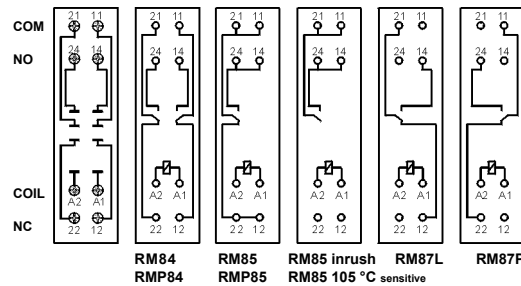 COM 21 11 21 11 21 11 21 11 21 11 21 11
NO 24 14 24 14 24 14 24 14 24 14 24 14
COIL A2 A1 A2 A1 A2 A1 A2 A1 A2 A1 A2 A1
NC 22 12 22 12 22 12 22 12 22 12 22 12
RM84 RM85 RM85 inrush RM87L RM87P
RMP84 RMP85 RM85 105 °C sensitive